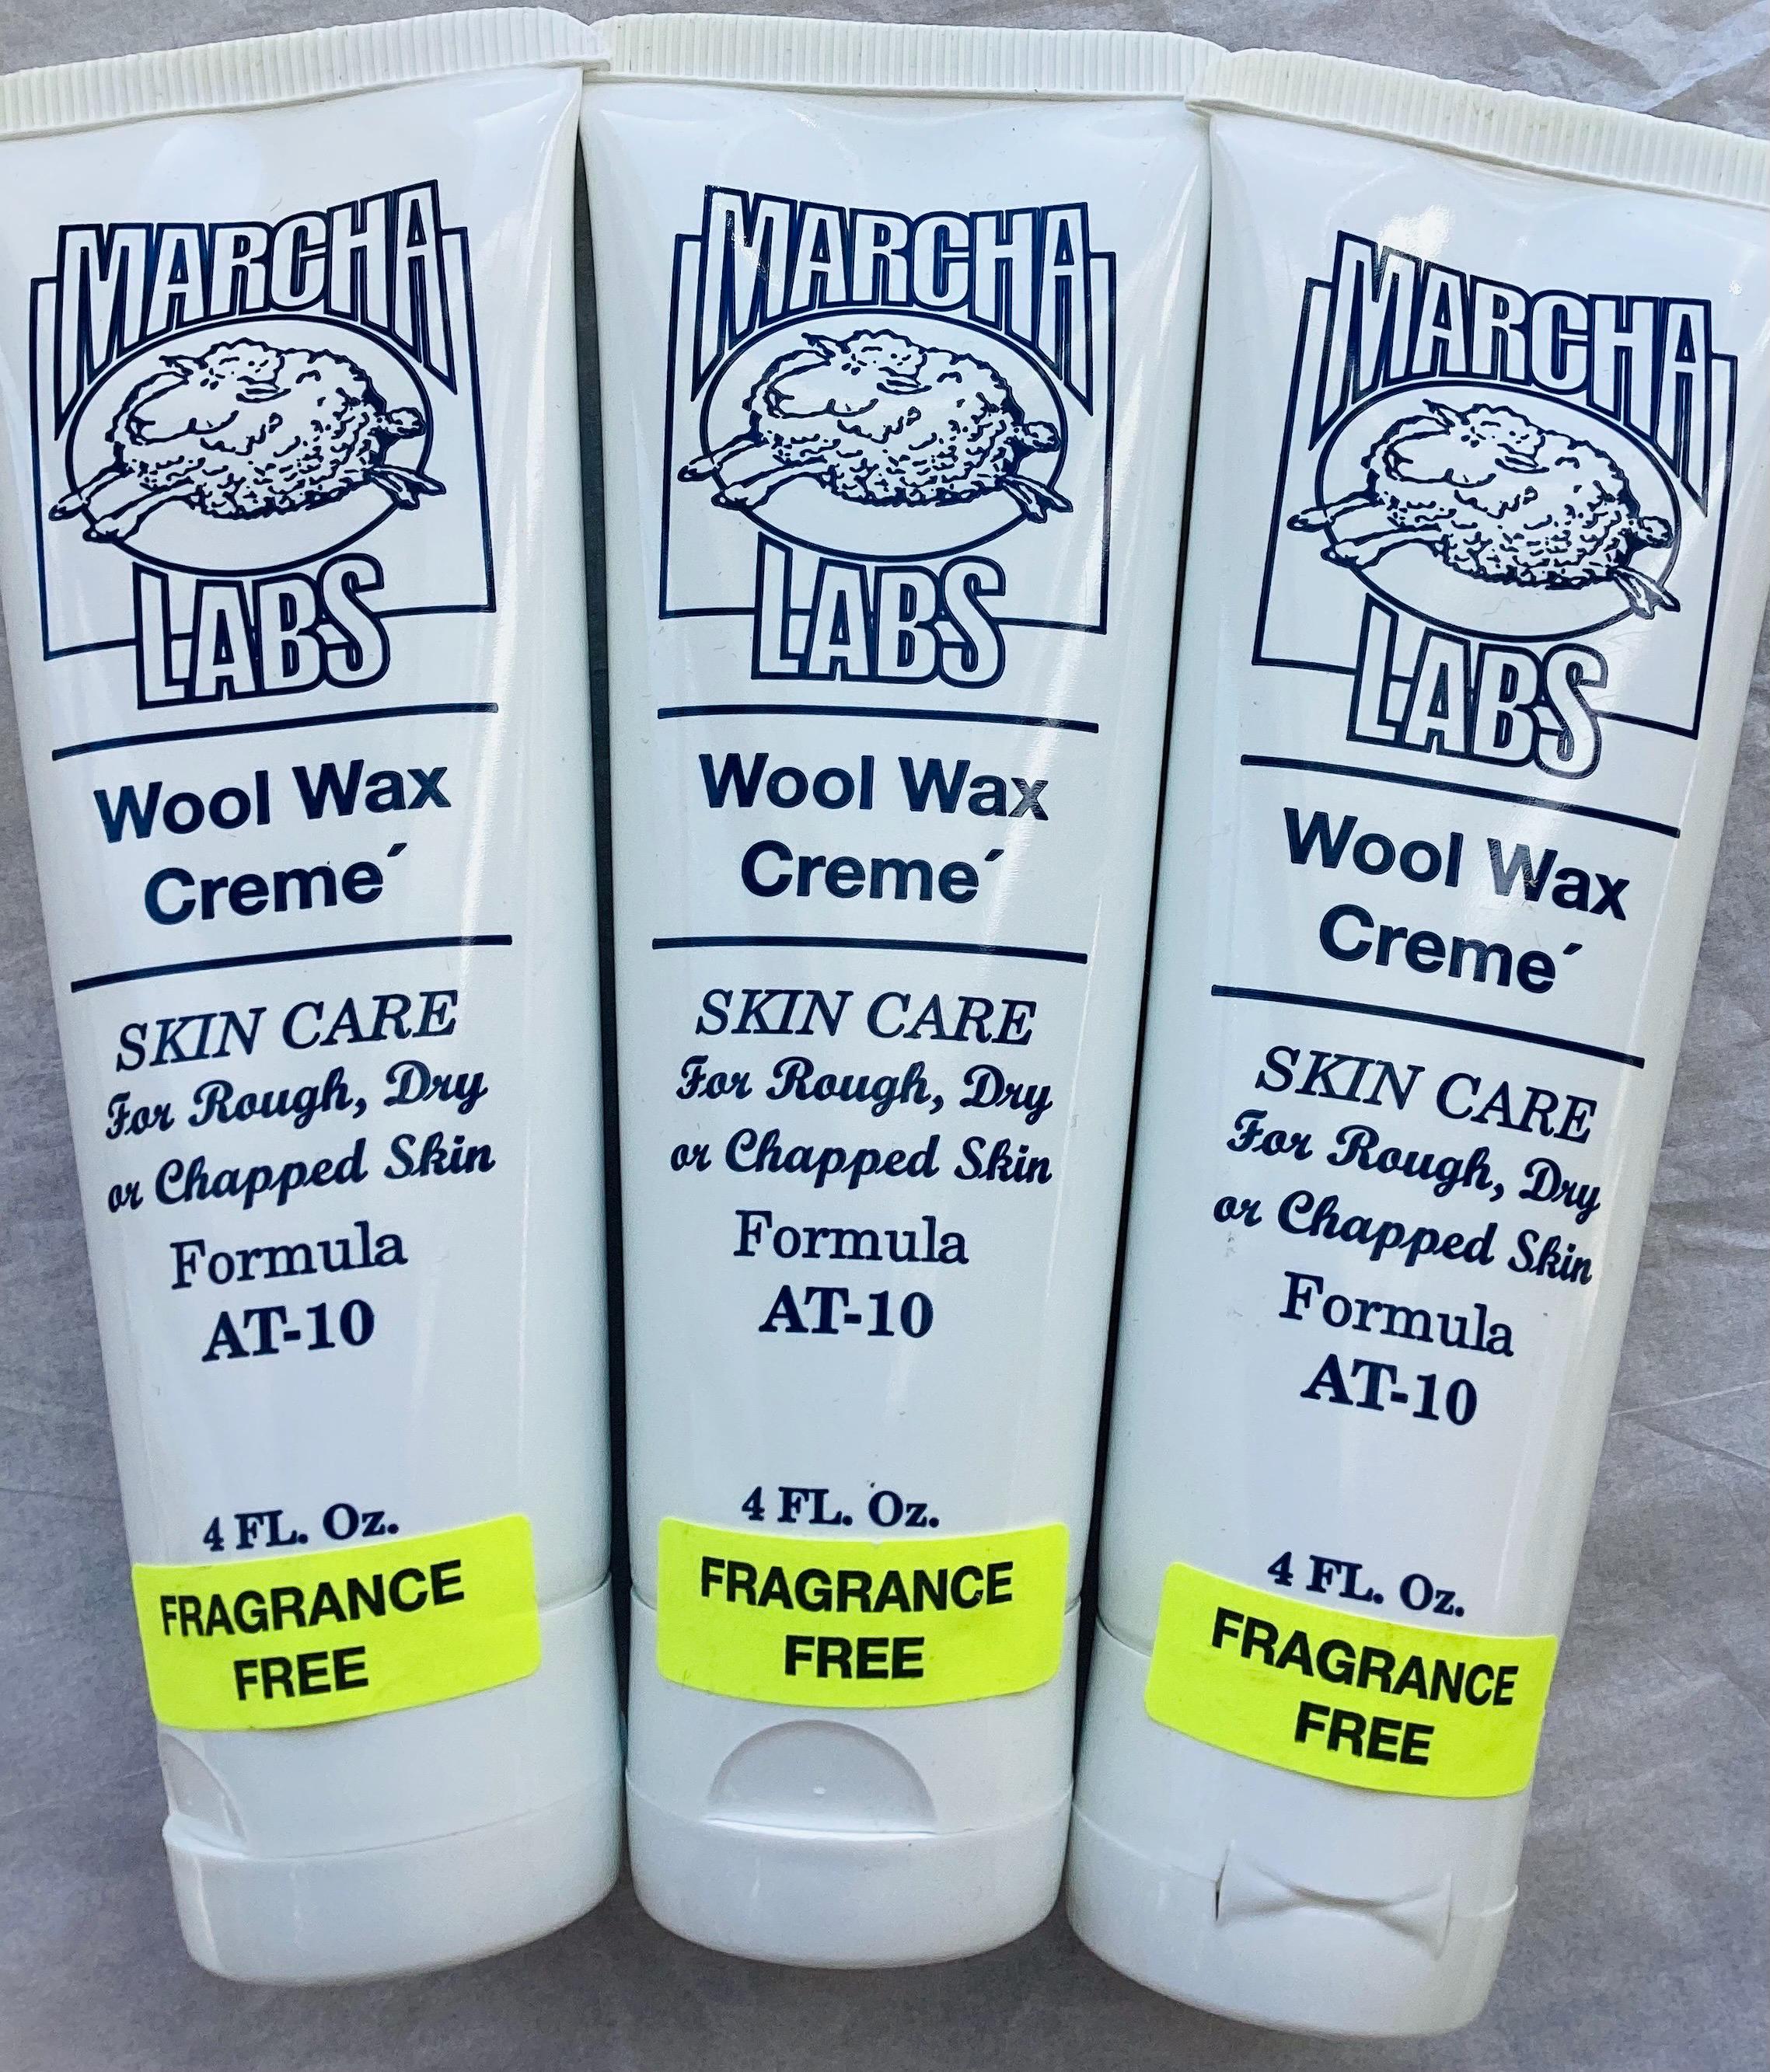 MARCHA
LABS
Wool Wax
Creme´
SKIN CARE
For Rough, Dry
or Chapped Skin
Formula
AT-10
4 FL. Oz.
FRAGRANCE
FREE
MARCHA
LABS
Wool Wax
Creme´
SKIN CARE
For Rough, Dry
or Chapped Skin
Formula
AT-10
4 FL. Oz.
FRAGRANCE
FREE
MARCHA
LABS
Wool Wax
Creme´
SKIN CARE
For Rough, Dry
or Chapped Skin
Formula
AT-10
4 FL. Oz.
FRAGRANCE
FREE